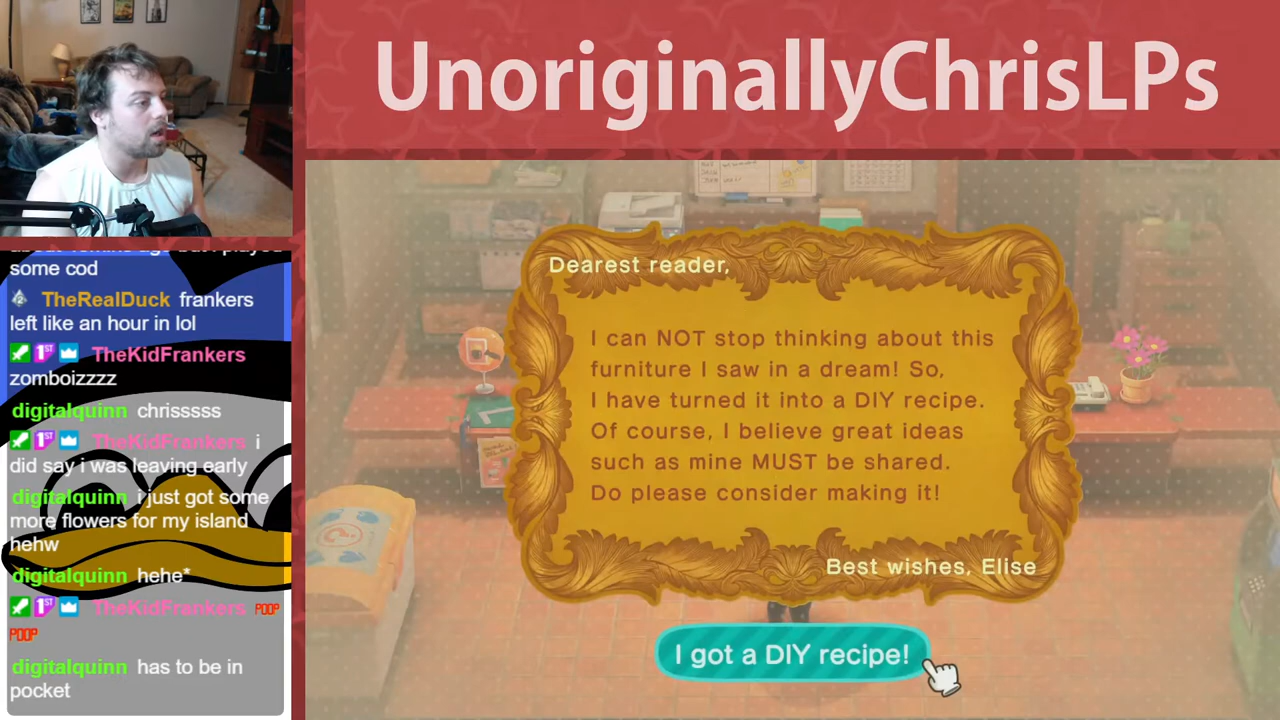 UnoriginallyChrisLPs
some cod
TheRealDuck frankers
left like an hour in lol
1ST TheKidFrankers
zomboizzzz
digitalquinn chrisssss
1ST TheKidFrankers i
did say i was leaving early
digitalquinn i just got some
more flowers for my island
hehw
digitalquinn hehe*
1ST TheKidFrankers POOP
POOP
digitalquinn has to be in
pocket
Dearest reader,
I can NOT stop thinking about this
furniture I saw in a dream! So,
I have turned it into a DIY recipe.
Of course, I believe great ideas
such as mine MUST be shared.
Do please consider making it!
Best wishes, Elise
I got a DIY recipe!